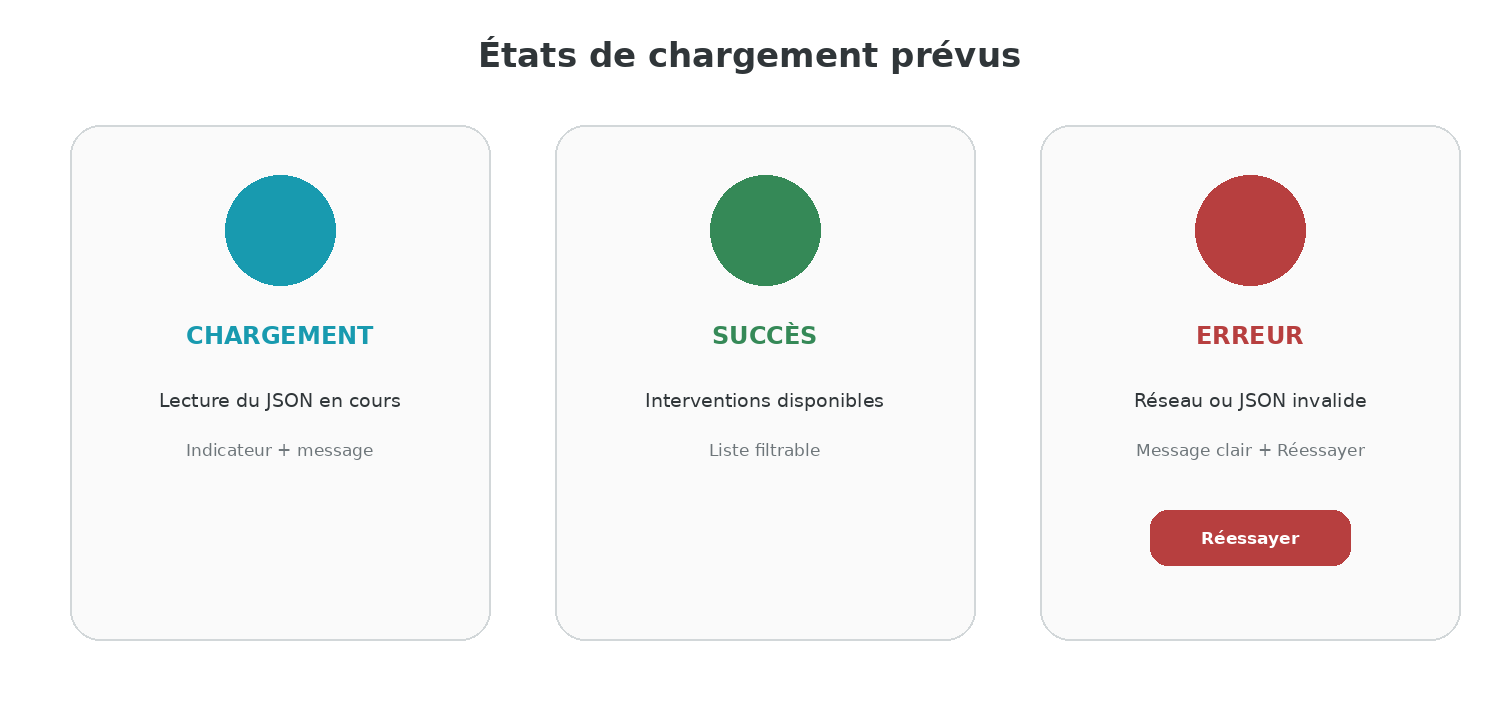 États de chargement prévus
CHARGEMENT
Lecture du JSON en cours
Indicateur + message
SUCCÈS
Interventions disponibles
Liste filtrable
ERREUR
Réseau ou JSON invalide
Message clair + Réessayer
Réessayer